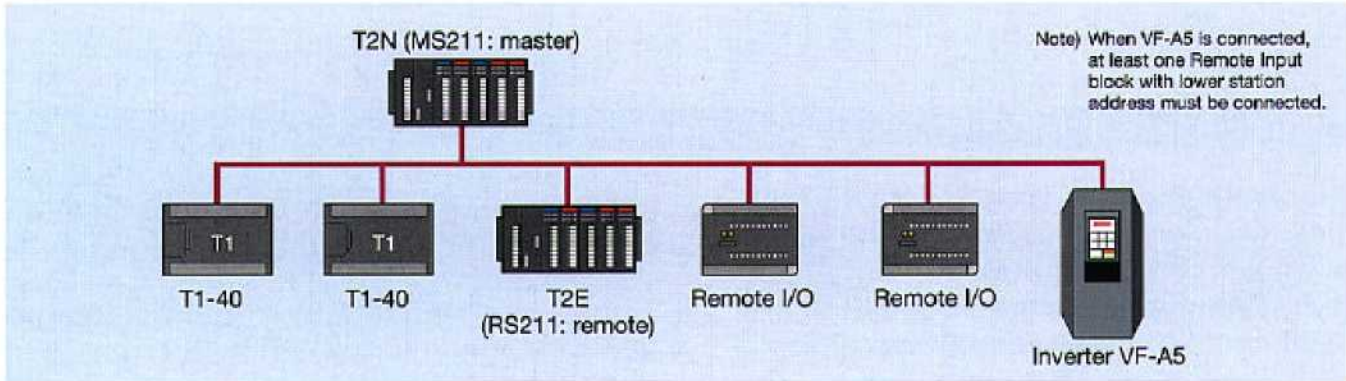 T2N (MS211: master)
Note) When VF-A5 is connected,
at least one Remote Input
block with lower station
address must be connected.
T1
T1
T1-40
T1-40
T2E
(RS211: remote)
Remote I/O
Remote I/O
Inverter VF-A5